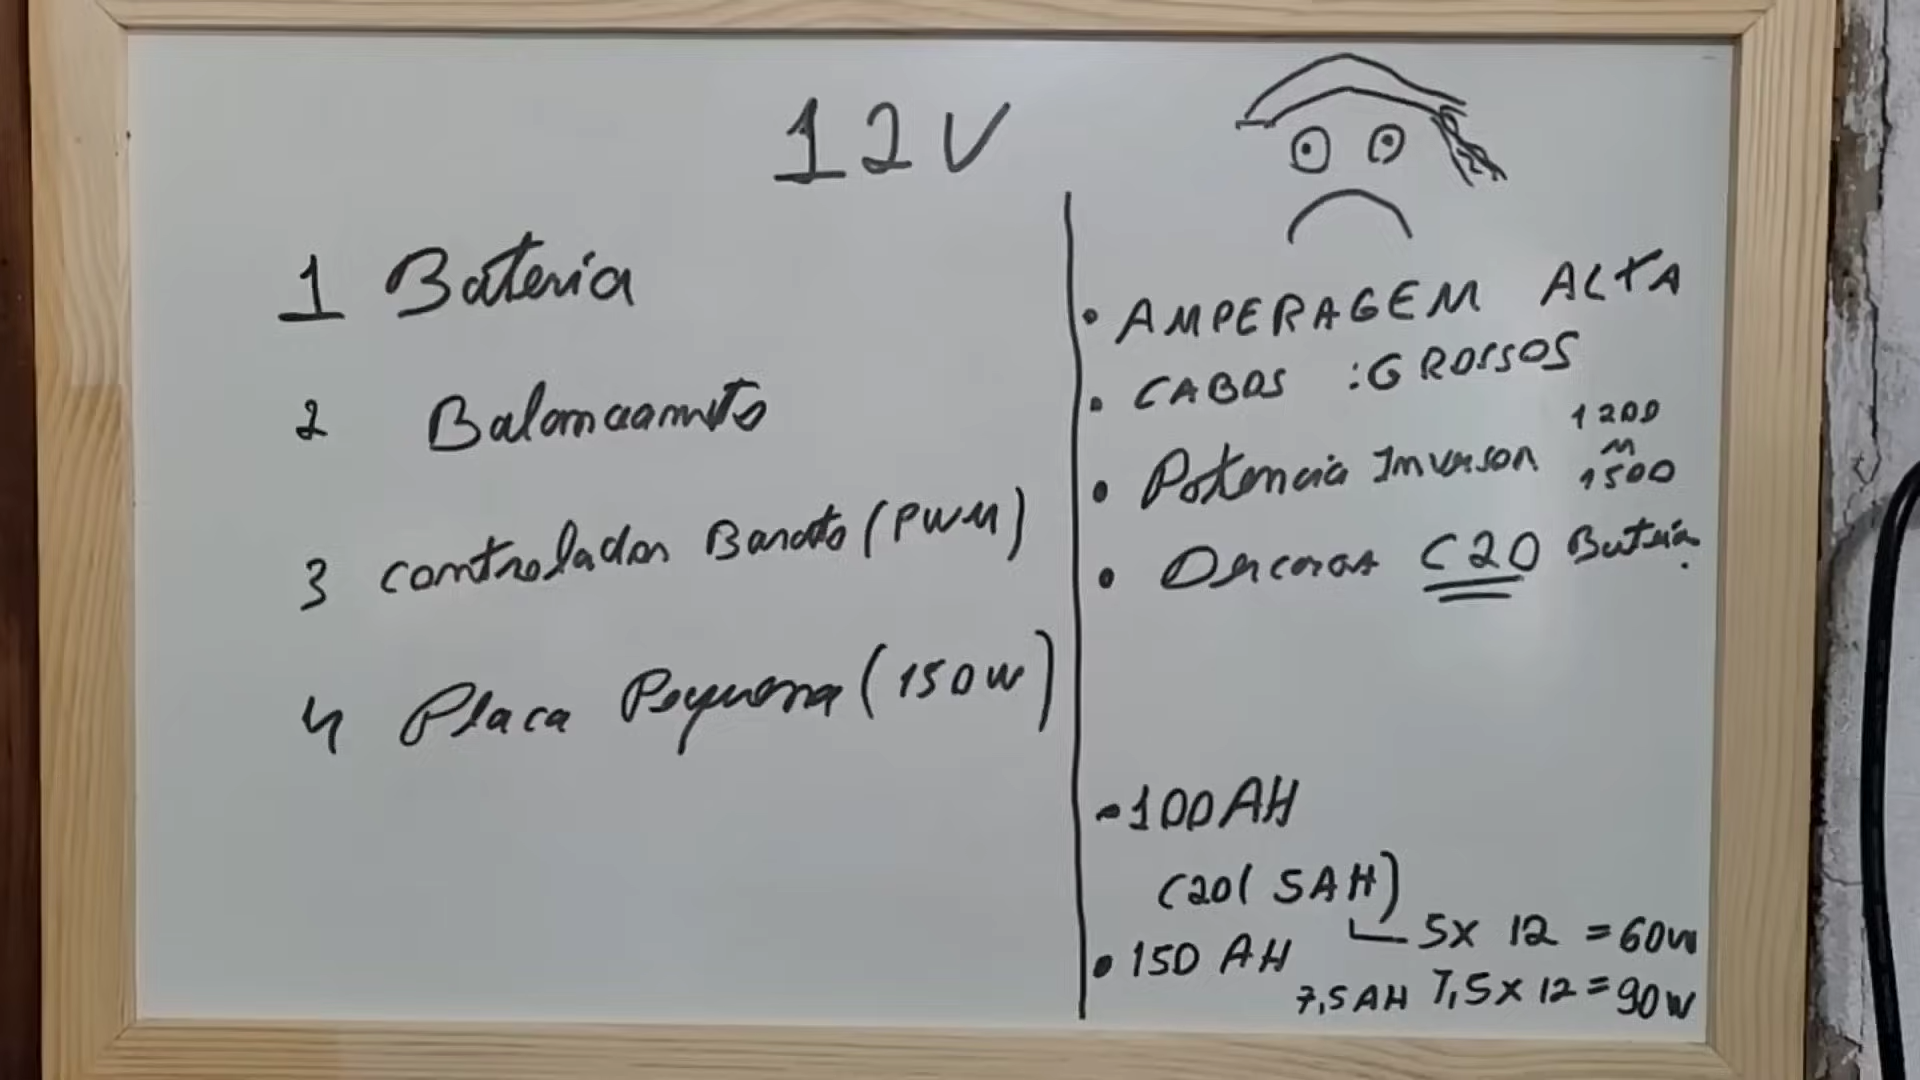 12V
1 Bateria
2 Balanceamento
3 controlador Barato (PWM)
4 Placa Pequena (150w)
• AMPERAGEM ALTA
• CABOS : GROSSOS
• Potencia Inversor 1200 ~ 1500
• Descarga C20 Bateria.
• 100AH
C20( 5AH)
5X 12 = 60w
• 150 AH
7,5AH 7,5X 12 = 90w